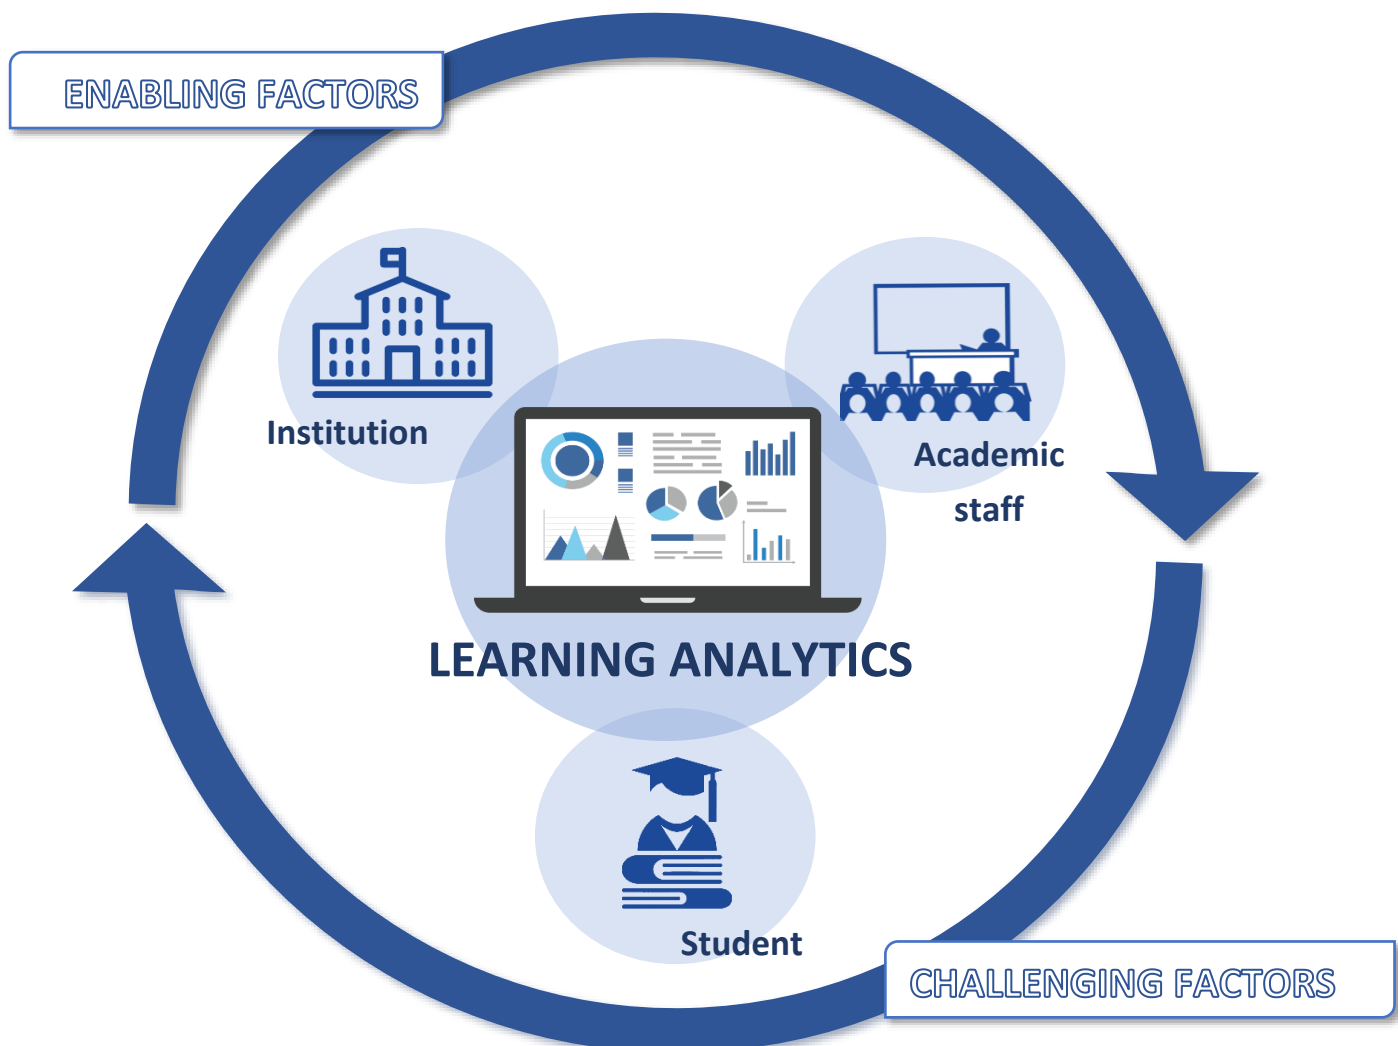 ENABLING FACTORS
Institution
Academic
staff
LEARNING ANALYTICS
Student
CHALLENGING FACTORS